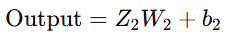 Output = Z₂W₂ + b₂